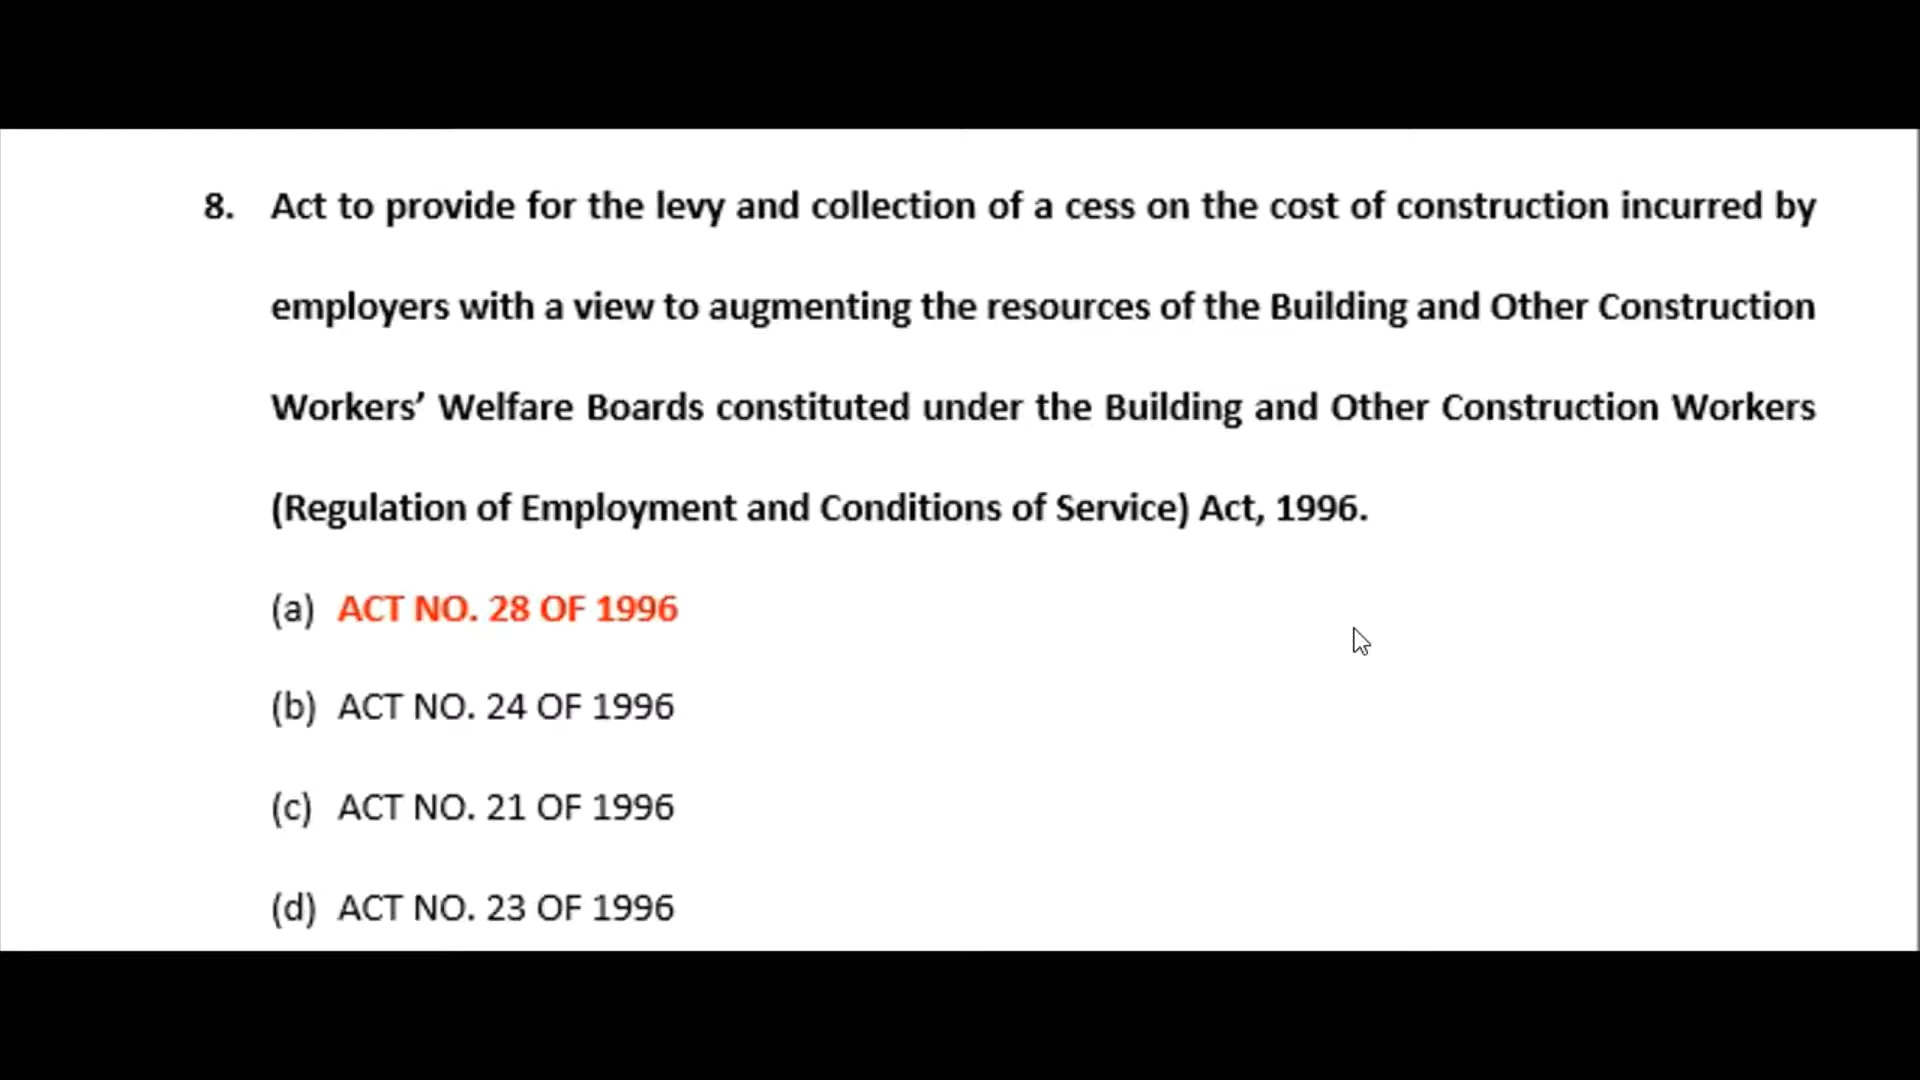 8. Act to provide for the levy and collection of a cess on the cost of construction incurred by
employers with a view to augmenting the resources of the Building and Other Construction
Workers’ Welfare Boards constituted under the Building and Other Construction Workers
(Regulation of Employment and Conditions of Service) Act, 1996.
(a) ACT NO. 28 OF 1996
(b) ACT NO. 24 OF 1996
(c) ACT NO. 21 OF 1996
(d) ACT NO. 23 OF 1996